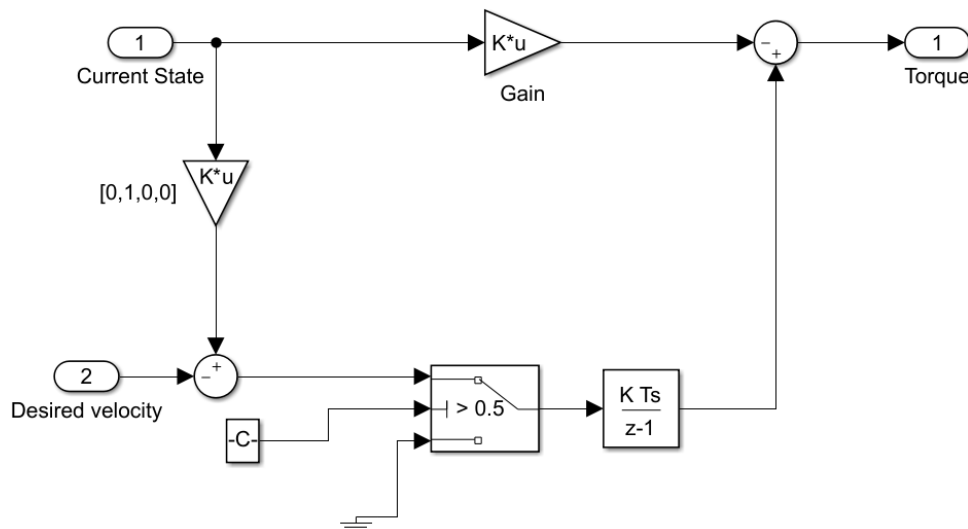 1
Current State
K*u
Gain
-
+
1
Torque
K*u
[0,1,0,0]
2
Desired velocity
-
+
-C-
> 0.5
K Ts
z-1